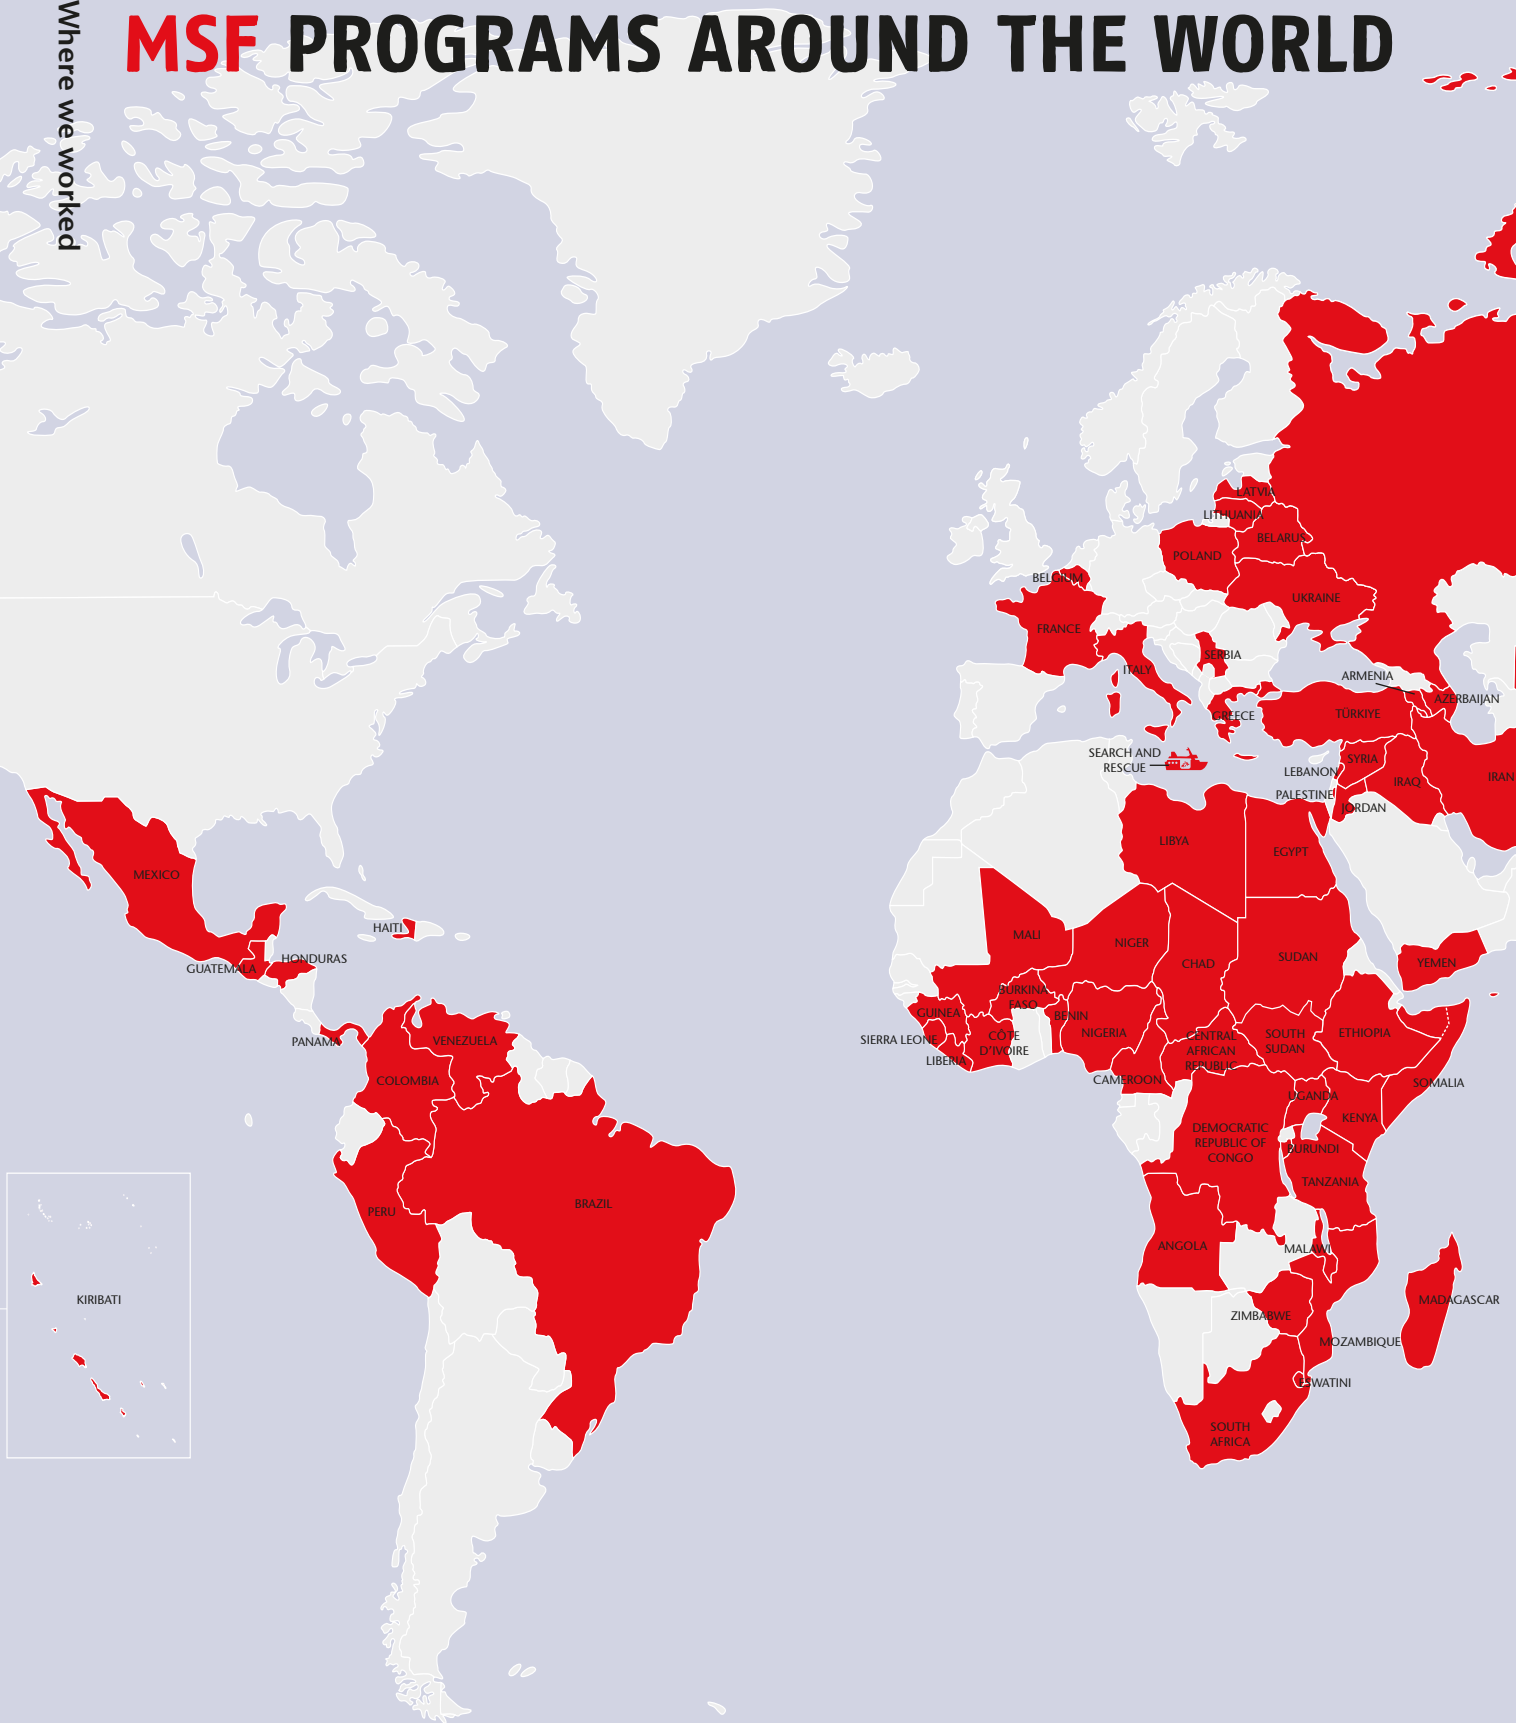 MSF PROGRAMS AROUND THE WORLD
Where we worked
LATVIA
LITHUANIA
BELARUS
POLAND
BELGIUM
UKRAINE
FRANCE
SERBIA
ITALY
ARMENIA
AZERBAIJAN
GREECE
TÜRKIYE
SEARCH AND
RESCUE
SYRIA
LEBANON
IRAQ
IRAN
PALESTINE
JORDAN
LIBYA
EGYPT
MEXICO
HAITI
HONDURAS
GUATEMALA
PANAMA
VENEZUELA
COLOMBIA
PERU
BRAZIL
KIRIBATI
MALI
NIGER
CHAD
SUDAN
YEMEN
BURKINA
FASO
GUINEA
BENIN
SIERRA LEONE
CÔTE
D'IVOIRE
NIGERIA
LIBERIA
CENTRAL
AFRICAN
REPUBLIC
SOUTH
SUDAN
ETHIOPIA
CAMEROON
SOMALIA
UGANDA
KENYA
DEMOCRATIC
REPUBLIC OF
CONGO
BURUNDI
TANZANIA
ANGOLA
MALAWI
MADAGASCAR
ZIMBABWE
MOZAMBIQUE
ESWATINI
SOUTH
AFRICA